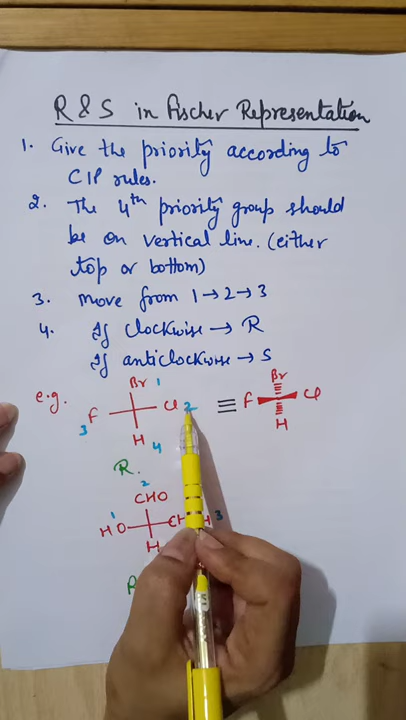 R & S in Fischer Representation
1. Give the priority according to
CIP rules.
2. The 4th priority group should
be on vertical line. (either
top or bottom)
3. Move from 1→2→3
4. If clockwise → R
If anticlockwise → S
e.g. Br 1 Br
3 F Cl 2 ≡ F Cl
H 4 H
R.
2
CHO
1 HO 3
H